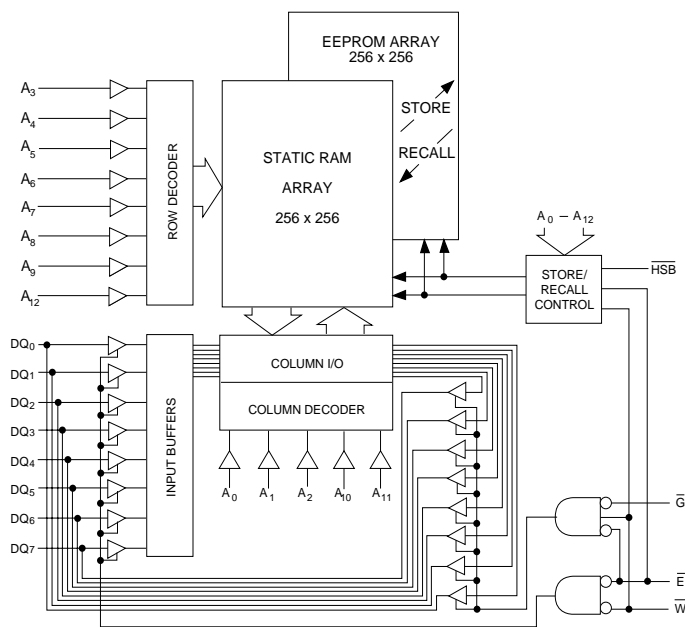 EEPROM ARRAY
256 x 256
STORE
RECALL
STATIC RAM
ARRAY
256 x 256
A3
A4
A5
A6
A7
A8
A9
A12
ROW DECODER
A0 – A12
STORE/
RECALL
CONTROL
HSB
DQ0
DQ1
DQ2
DQ3
DQ4
DQ5
DQ6
DQ7
INPUT BUFFERS
COLUMN I/O
COLUMN DECODER
A0
A1
A2
A10
A11
G
E
W